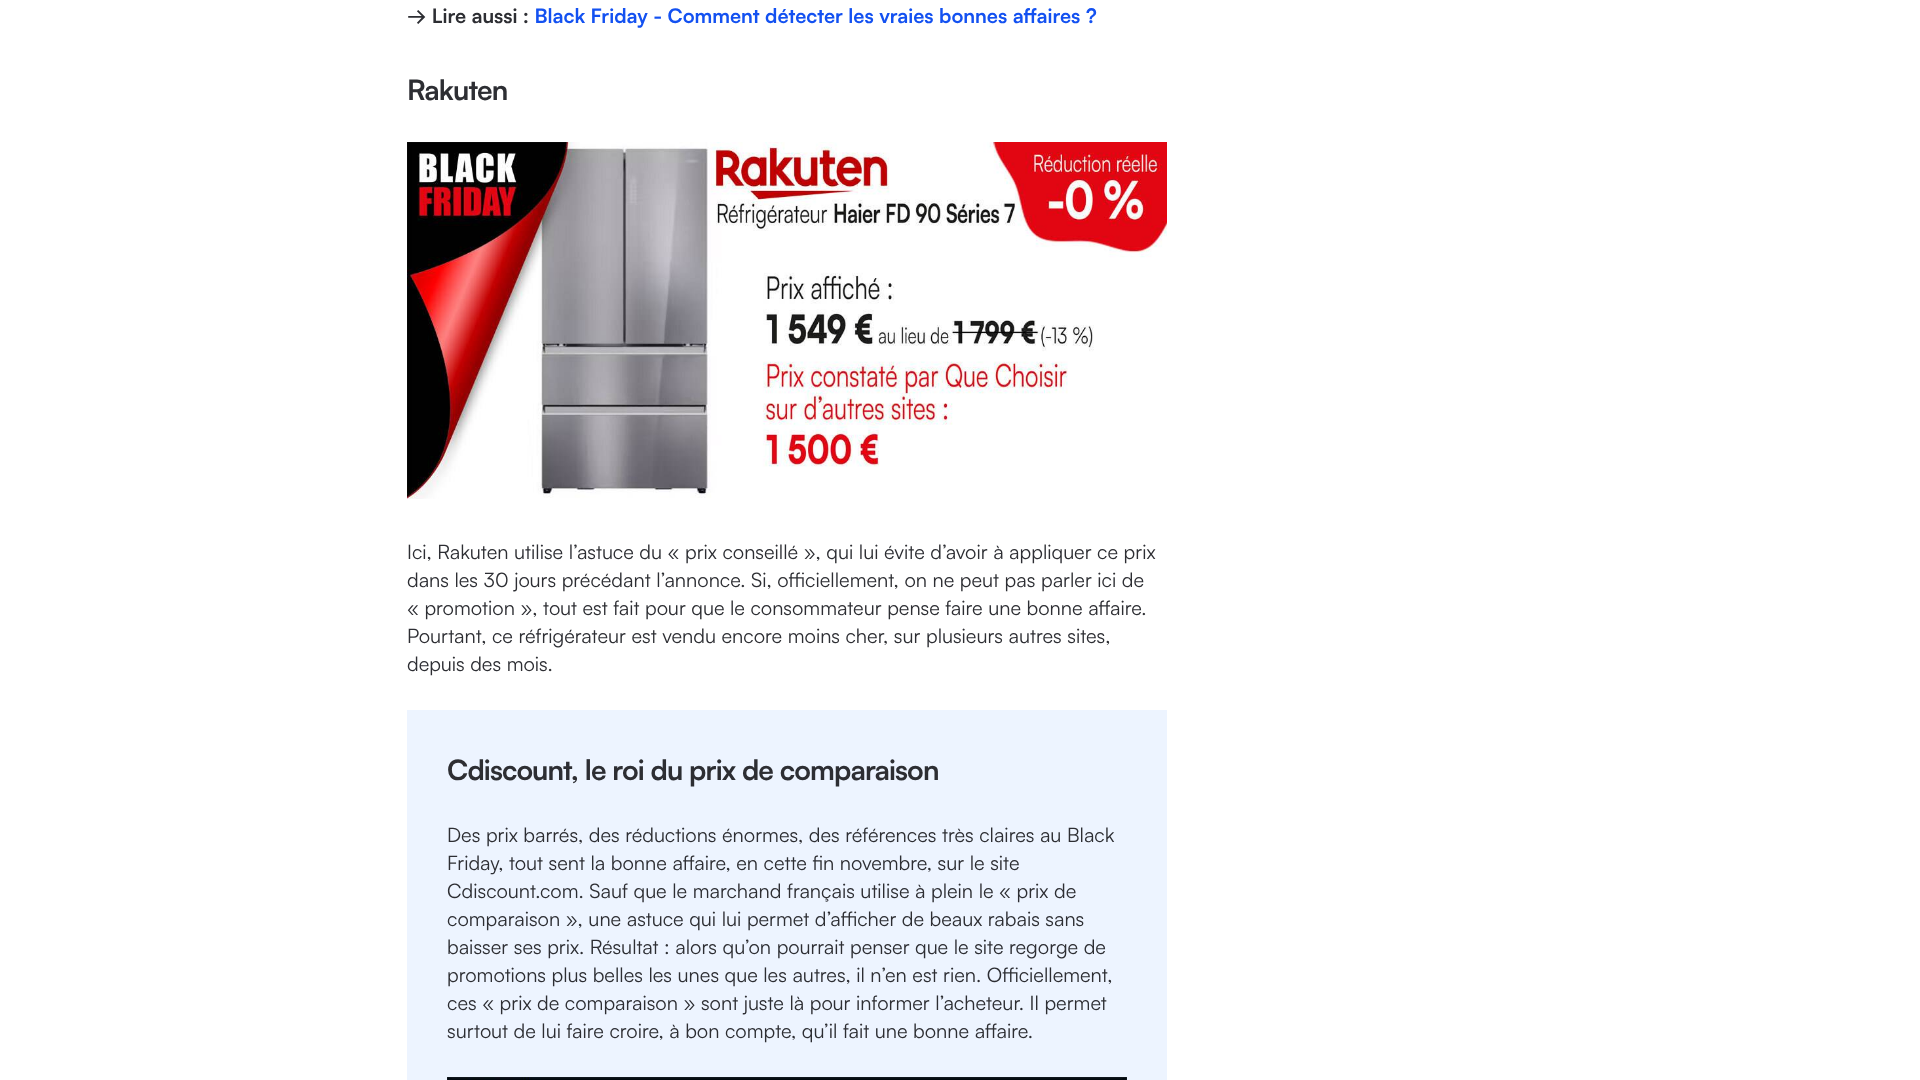 → Lire aussi : Black Friday - Comment détecter les vraies bonnes affaires ?
Rakuten
BLACK
FRIDAY
Rakuten
Réfrigérateur Haier FD 90 Séries 7
Réduction réelle
-0 %
Prix affiché :
1 549 € au lieu de 1 799 € (-13 %)
Prix constaté par Que Choisir
sur d’autres sites :
1 500 €
Ici, Rakuten utilise l’astuce du « prix conseillé », qui lui évite d’avoir à appliquer ce prix
dans les 30 jours précédant l’annonce. Si, officiellement, on ne peut pas parler ici de
« promotion », tout est fait pour que le consommateur pense faire une bonne affaire.
Pourtant, ce réfrigérateur est vendu encore moins cher, sur plusieurs autres sites,
depuis des mois.
Cdiscount, le roi du prix de comparaison
Des prix barrés, des réductions énormes, des références très claires au Black
Friday, tout sent la bonne affaire, en cette fin novembre, sur le site
Cdiscount.com. Sauf que le marchand français utilise à plein le « prix de
comparaison », une astuce qui lui permet d’afficher de beaux rabais sans
baisser ses prix. Résultat : alors qu’on pourrait penser que le site regorge de
promotions plus belles les unes que les autres, il n’en est rien. Officiellement,
ces « prix de comparaison » sont juste là pour informer l’acheteur. Il permet
surtout de lui faire croire, à bon compte, qu’il fait une bonne affaire.